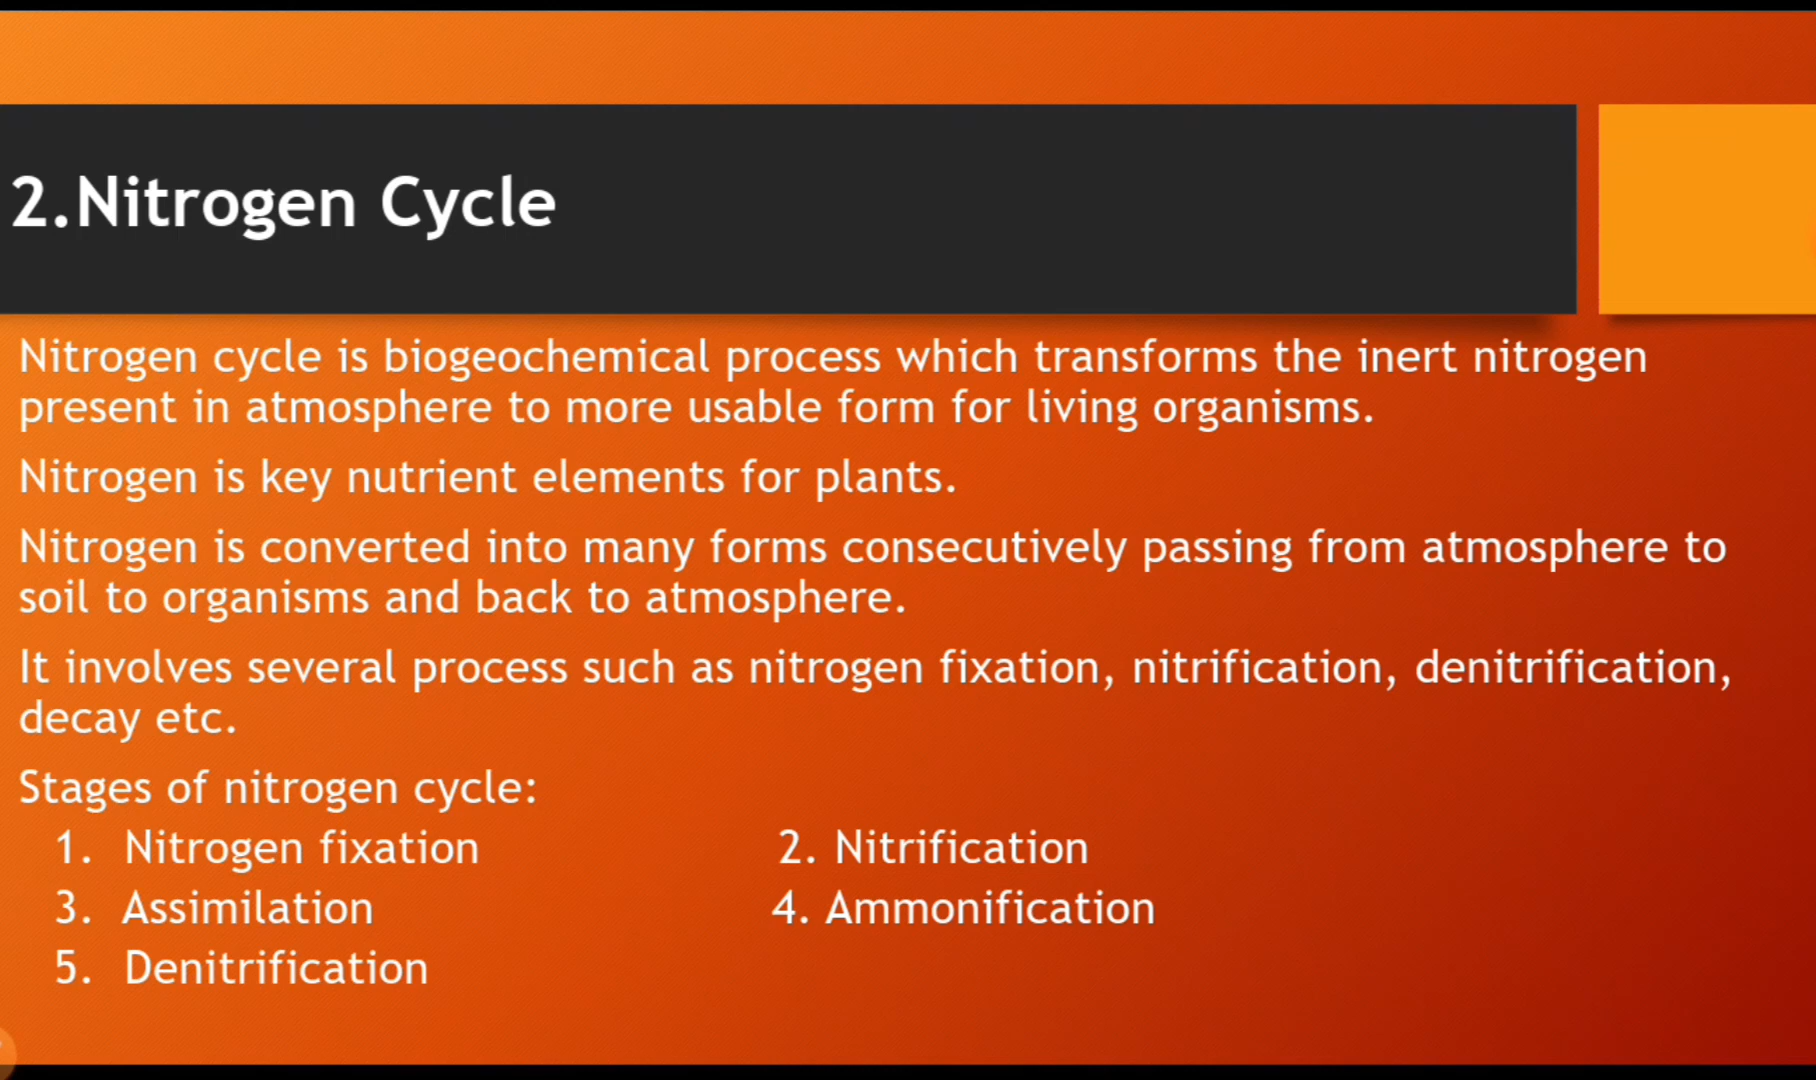 2.Nitrogen Cycle
Nitrogen cycle is biogeochemical process which transforms the inert nitrogen
present in atmosphere to more usable form for living organisms.
Nitrogen is key nutrient elements for plants.
Nitrogen is converted into many forms consecutively passing from atmosphere to
soil to organisms and back to atmosphere.
It involves several process such as nitrogen fixation, nitrification, denitrification,
decay etc.
Stages of nitrogen cycle:
1. Nitrogen fixation 2. Nitrification
3. Assimilation 4. Ammonification
5. Denitrification